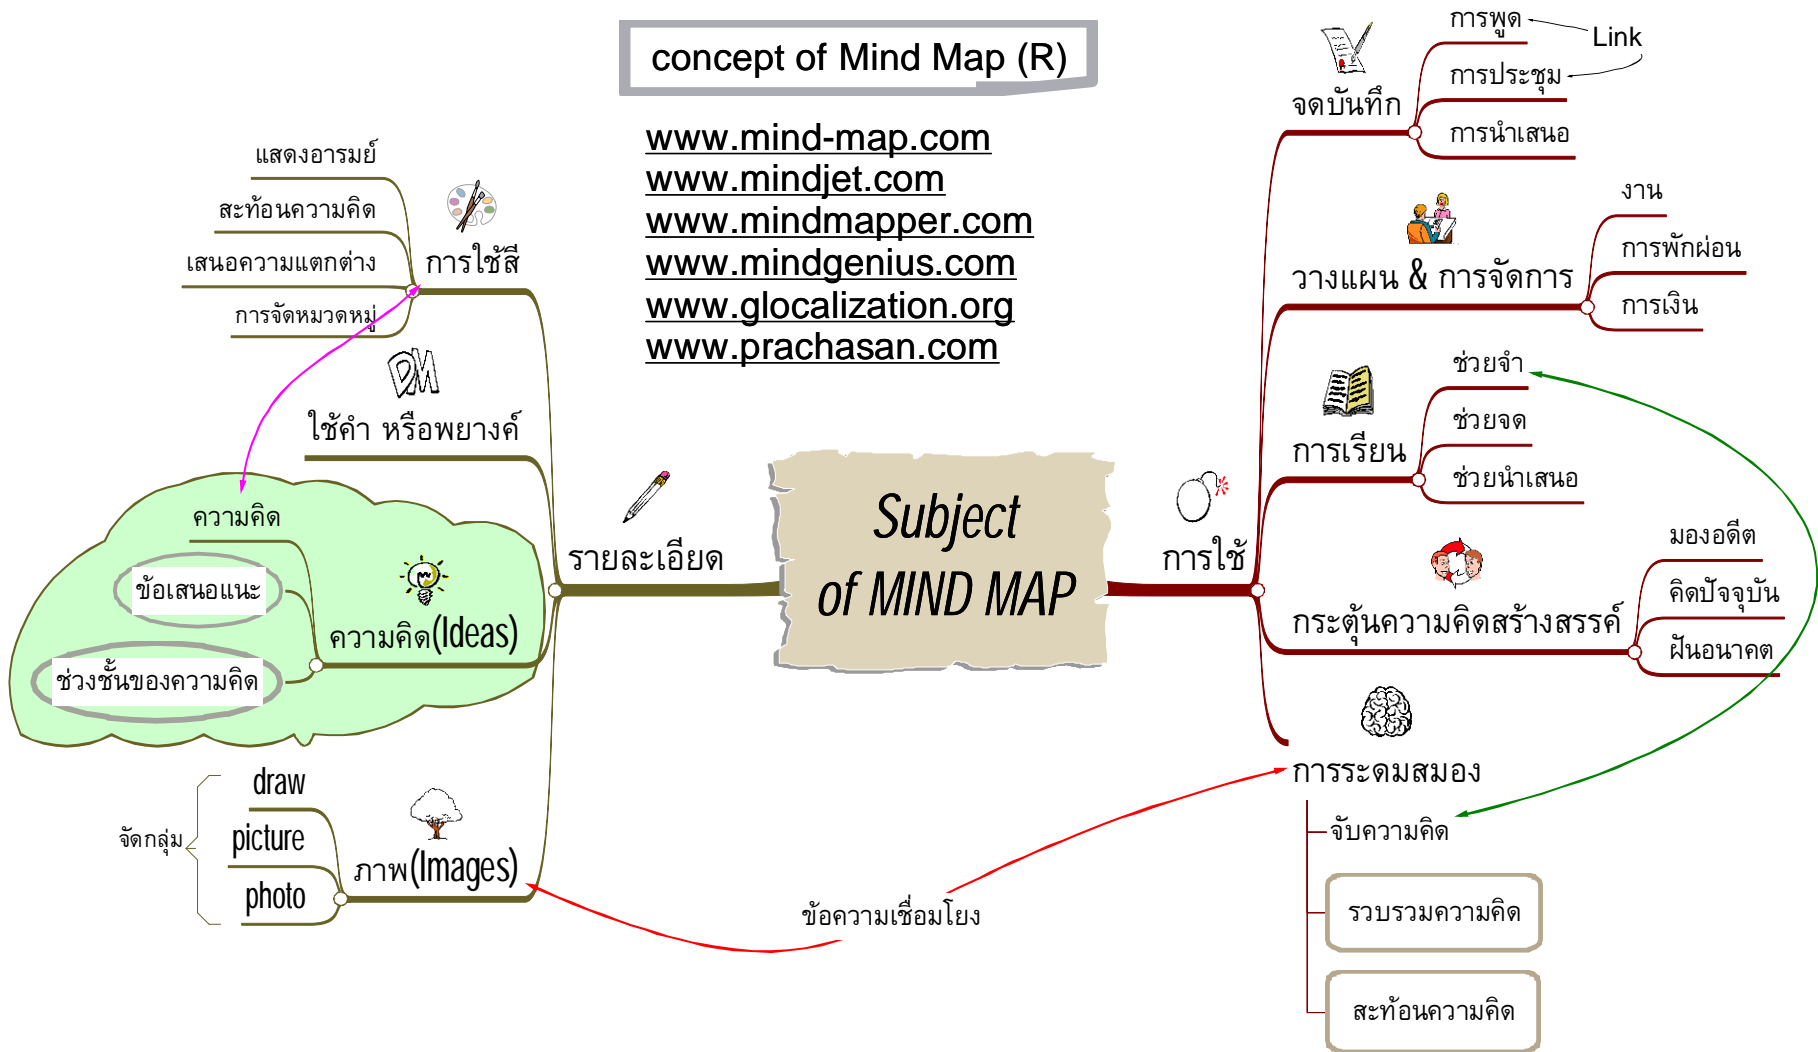 concept of Mind Map (R)
www.mind-map.com
www.mindjet.com
www.mindmapper.com
www.mindgenius.com
www.glocalization.org
www.prachasan.com
Subject
of MIND MAP
รายละเอียด
การใช้สี
แสดงอารมย์
สะท้อนความคิด
เสนอความแตกต่าง
การจัดหมวดหมู่
ใช้คำ หรือพยางค์
ความคิด(Ideas)
ความคิด
ข้อเสนอแนะ
ช่วงชั้นของความคิด
ภาพ(Images)
draw
picture
photo
จัดกลุ่ม
ข้อความเชื่อมโยง
การใช้
จดบันทึก
การพูด
Link
การประชุม
การนำเสนอ
วางแผน & การจัดการ
งาน
การพักผ่อน
การเงิน
การเรียน
ช่วยจำ
ช่วยจด
ช่วยนำเสนอ
กระตุ้นความคิดสร้างสรรค์
มองอดีต
คิดปัจจุบัน
ฝันอนาคต
การระดมสมอง
จับความคิด
รวบรวมความคิด
สะท้อนความคิด